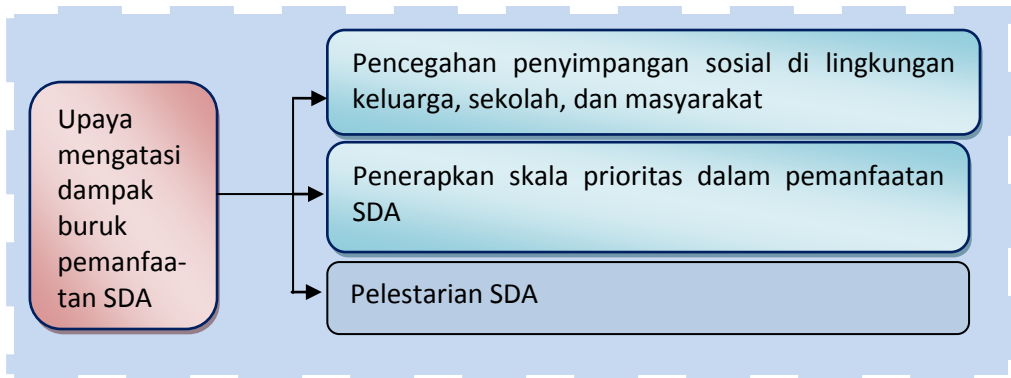 Upaya
mengatasi
dampak
buruk
pemanfaa-
tan SDA
Pencegahan penyimpangan sosial di lingkungan
keluarga, sekolah, dan masyarakat
Penerapkan skala prioritas dalam pemanfaatan
SDA
Pelestarian SDA